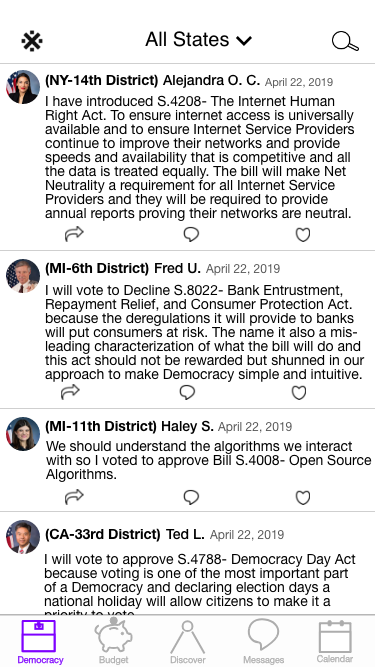 All States
(NY-14th District) Alejandra O. C. April 22, 2019
I have introduced S.4208- The Internet Human
Right Act. To ensure internet access is universally
available and to ensure Internet Service Providers
continue to improve their networks and provide
speeds and availability that is competitive and all
the data is treated equally. The bill will make Net
Neutrality a requirement for all Internet Service
Providers and they will be required to provide
annual reports proving their networks are neutral.
(MI-6th District) Fred U. April 22, 2019
I will vote to Decline S.8022- Bank Entrustment,
Repayment Relief, and Consumer Protection Act.
because the deregulations it will provide to banks
will put consumers at risk. The name it also a mis-
leading characterization of what the bill will do and
this act should not be rewarded but shunned in our
approach to make Democracy simple and intuitive.
(MI-11th District) Haley S. April 22, 2019
We should understand the algorithms we interact
with so I voted to approve Bill S.4008- Open Source
Algorithms.
(CA-33rd District) Ted L. April 22, 2019
I will vote to approve S.4788- Democracy Day Act
because voting is one of the most important part
of a Democracy and declaring election days a
national holiday will allow citizens to make it a
priority to vote
Democracy
Budget
Discover
Messages
Calendar